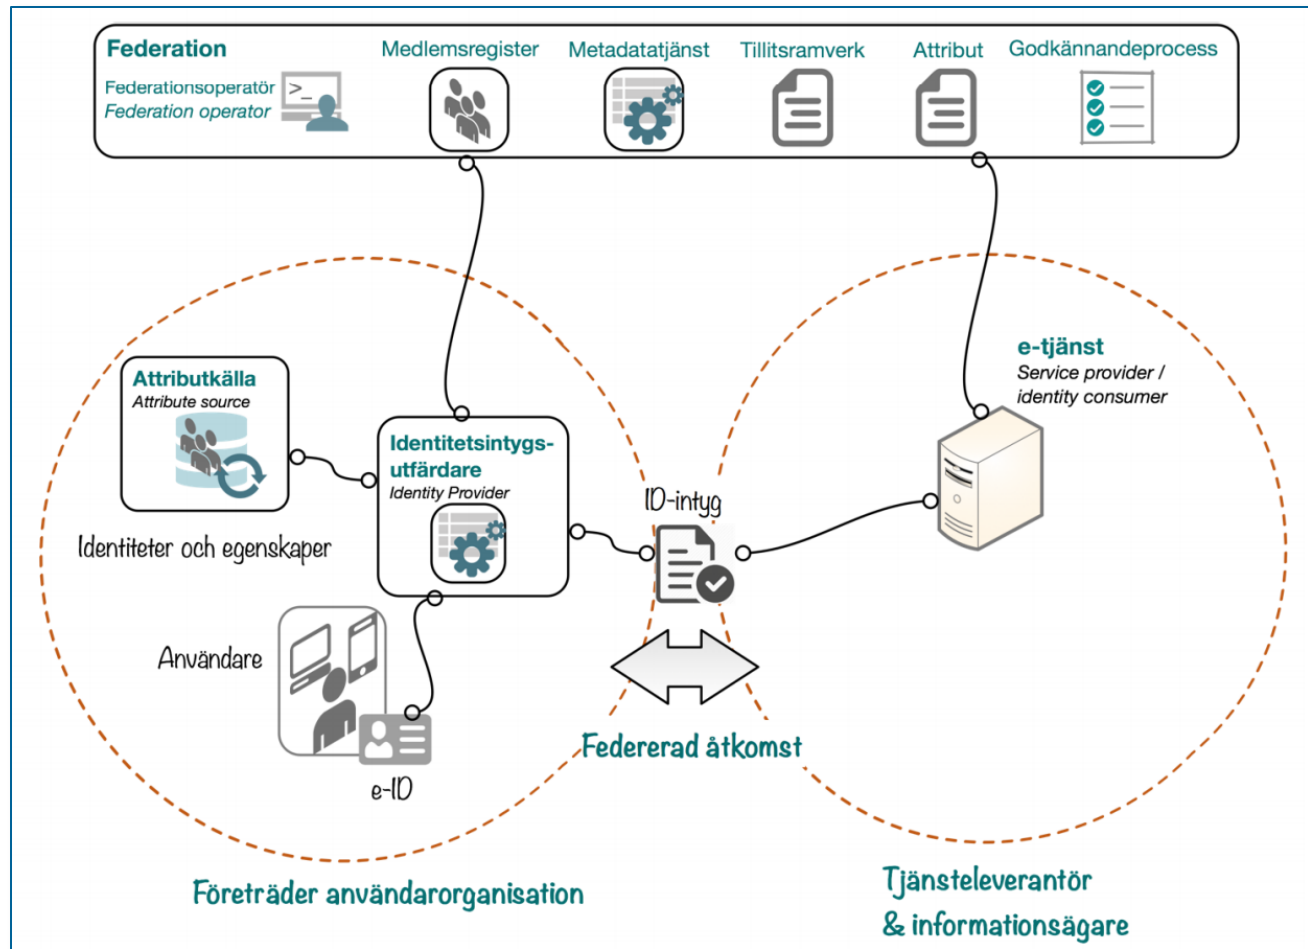 Federation
Federationsoperatör
Federation operator
Medlemsregister
Metadatatjänst
Tillitsramverk
Attribut
Godkännandeprocess
>_
Attributkälla
Attribute source
Identiteter och egenskaper
Identitetsintygs-
utfärdare
Identity Provider
Användare
e-ID
ID-intyg
e-tjänst
Service provider /
identity consumer
Federerad åtkomst
Företräder användarorganisation
Tjänsteleverantör
& informationsägare